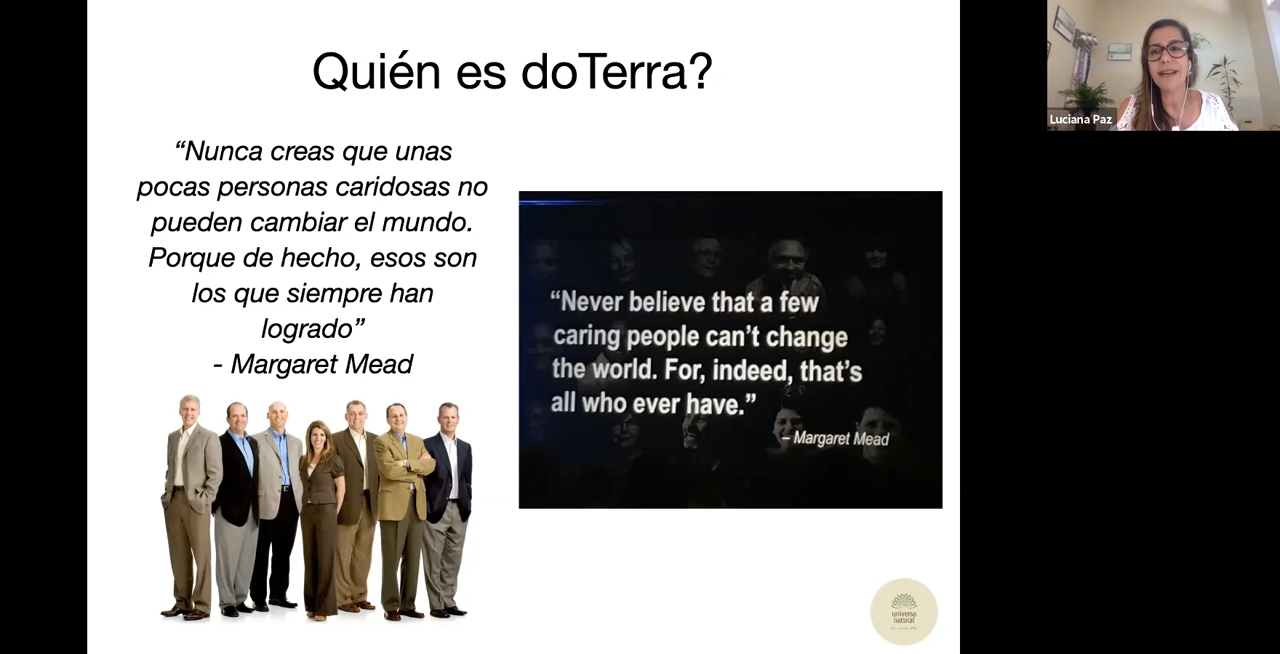 Quién es doTerra?
“Nunca creas que unas
pocas personas caridosas no
pueden cambiar el mundo.
Porque de hecho, esos son
los que siempre han
logrado”
- Margaret Mead
“Never believe that a few
caring people can’t change
the world. For, indeed, that’s
all who ever have.”
– Margaret Mead
universo
natural
Luciana Paz